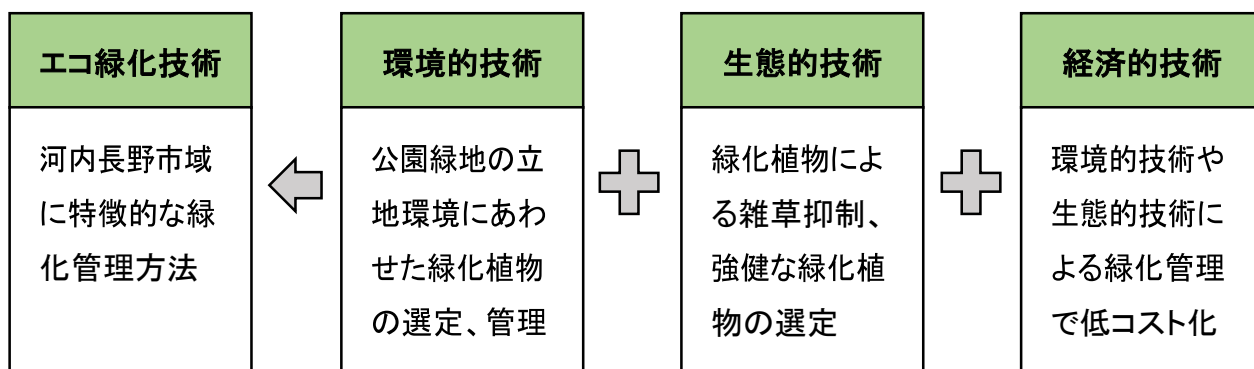 エコ緑化技術
河内長野市域
に特徴的な緑
化管理方法
環境的技術
公園緑地の立
地環境にあわ
せた緑化植物
の選定、管理
生態的技術
緑化植物によ
る雑草抑制、
強健な緑化植
物の選定
経済的技術
環境的技術や
生態的技術に
よる緑化管理
で低コスト化